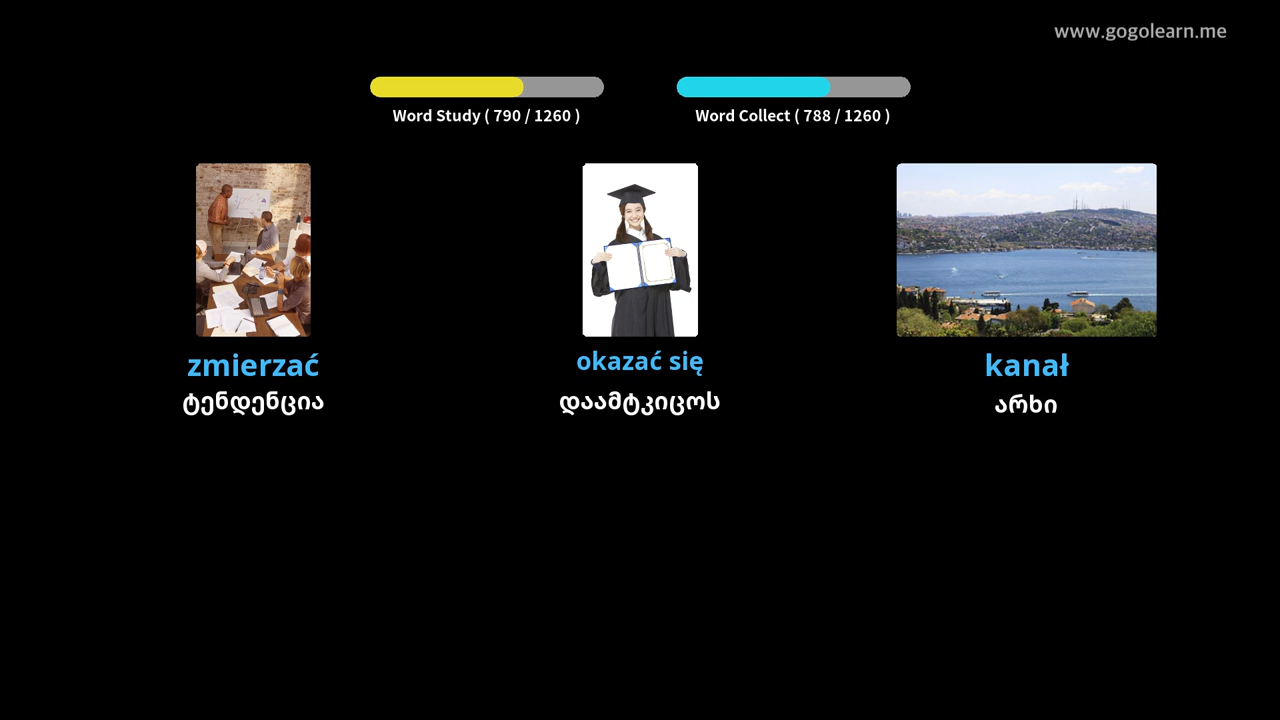 www.gogolearn.me
Word Study ( 790 / 1260 )
Word Collect ( 788 / 1260 )
zmierzać
ტენდენცია
okazać się
დაამტკიცოს
kanał
არხი